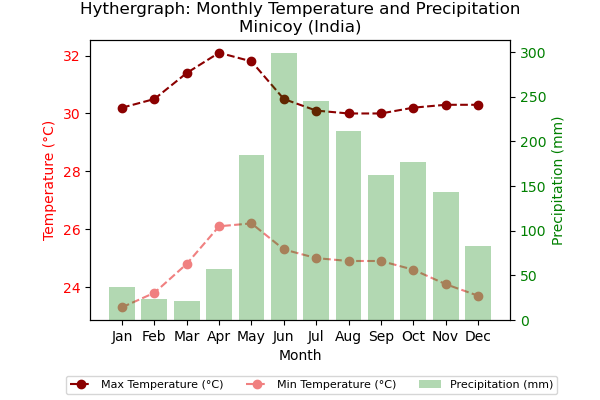 Hythergraph: Monthly Temperature and Precipitation
Minicoy (India)
Temperature (°C)
32
30
28
26
24
Precipitation (mm)
300
250
200
150
100
50
0
Jan Feb Mar Apr May Jun Jul Aug Sep Oct Nov Dec
Month
Max Temperature (°C) Min Temperature (°C) Precipitation (mm)